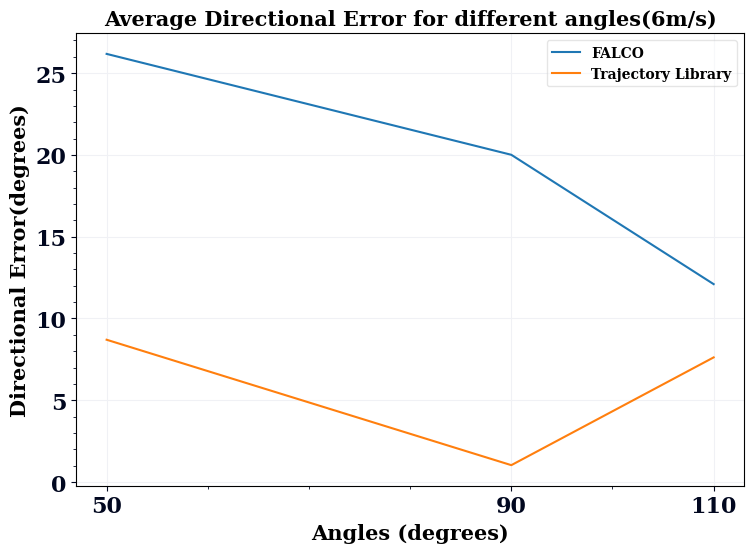 Average Directional Error for different angles(6m/s)
FALCO
Trajectory Library
Directional Error(degrees)
25
20
15
10
5
0
50
90
110
Angles (degrees)